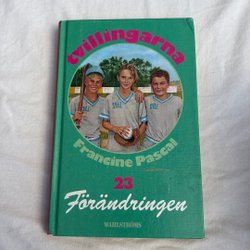 tvillingarna
Francine Pascal
23
Förändringen
WAHLSTRÖMS